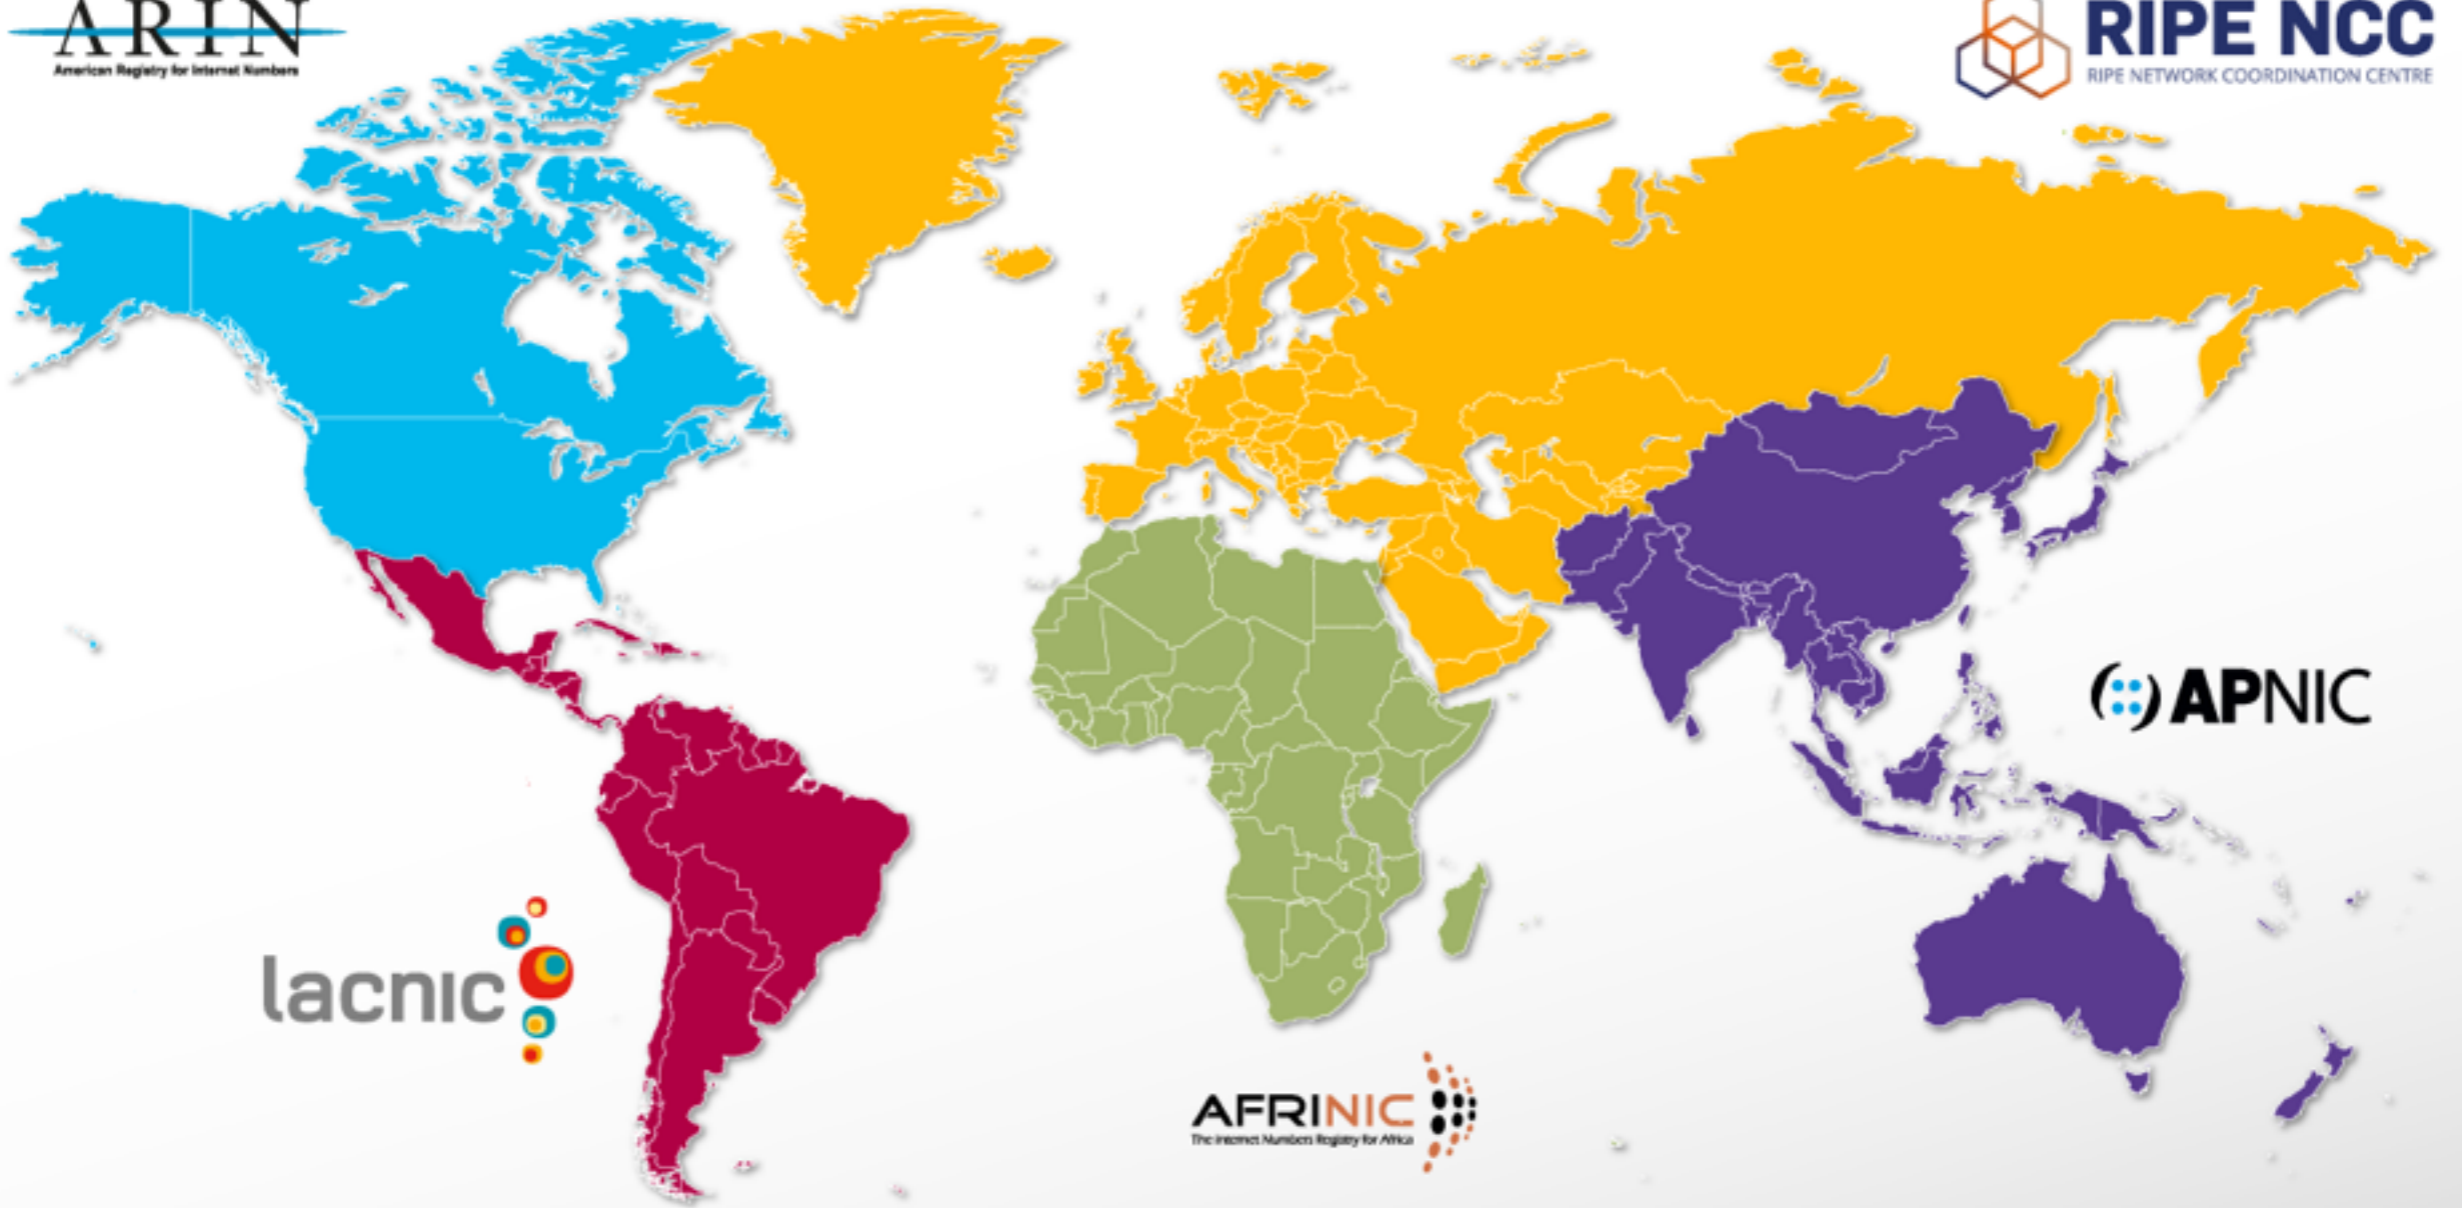 ARIN
American Registry for Internet Numbers
RIPE NCC
RIPE NETWORK COORDINATION CENTRE
APNIC
lacnic
AFRINIC
The Internet Numbers Registry for Africa